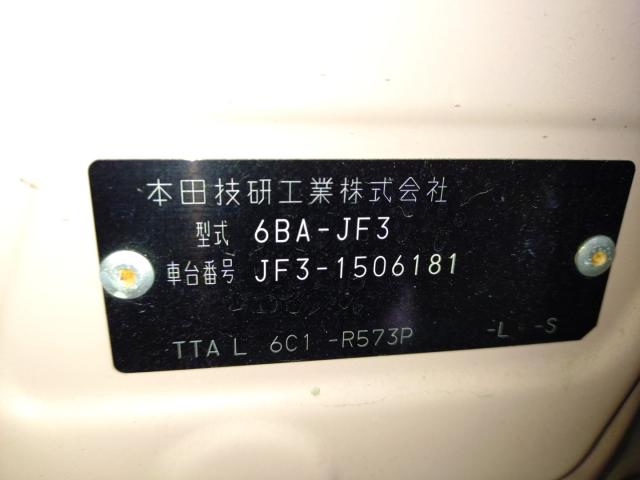 本田技研工業株式会社
型式 6BA-JF3
車台番号 JF3-1506181
TTA L 6C1 -R573P -L -S